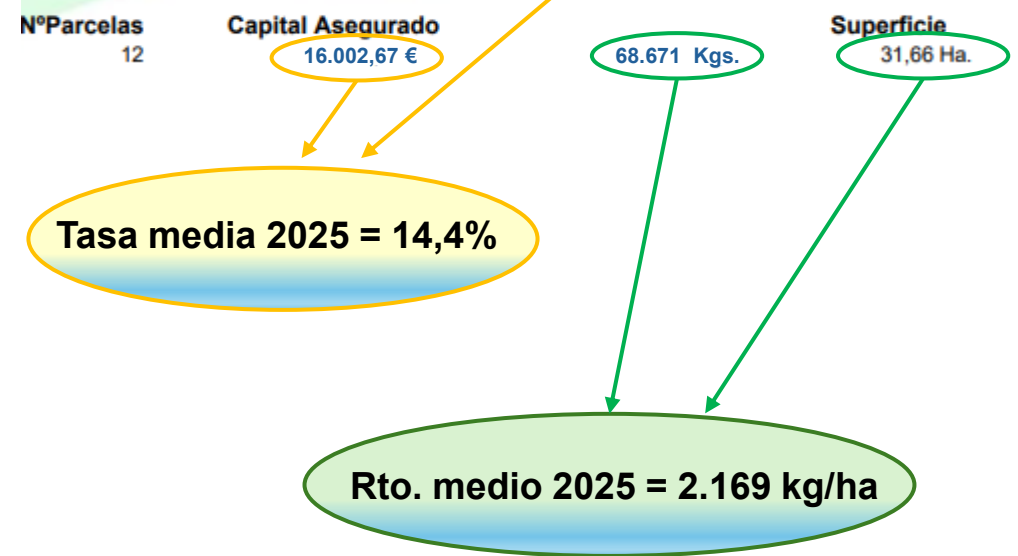 NºParcelas Capital Asegurado Superficie
12 16.002,67 € 68.671 Kgs. 31,66 Ha.
Tasa media 2025 = 14,4%
Rto. medio 2025 = 2.169 kg/ha